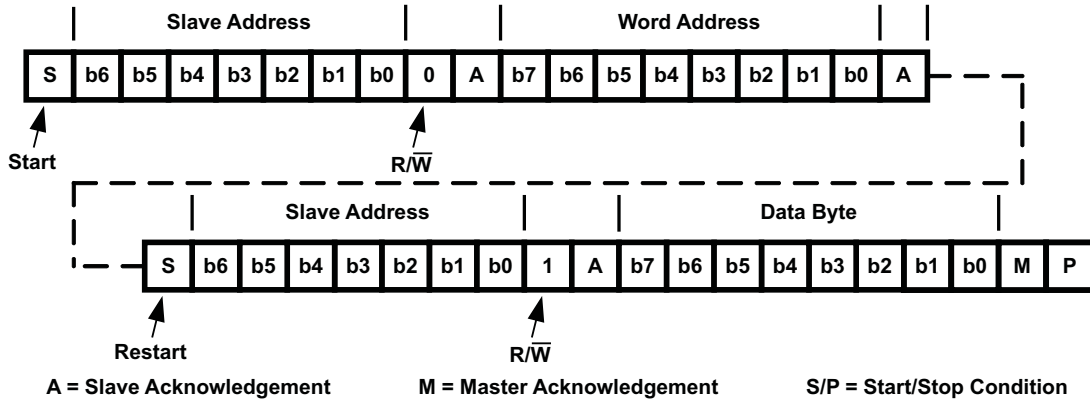 Slave Address Word Address
S b6 b5 b4 b3 b2 b1 b0 0 A b7 b6 b5 b4 b3 b2 b1 b0 A
Start R/W̅
Slave Address Data Byte
S b6 b5 b4 b3 b2 b1 b0 1 A b7 b6 b5 b4 b3 b2 b1 b0 M P
Restart R/W̅
A = Slave Acknowledgement M = Master Acknowledgement S/P = Start/Stop Condition